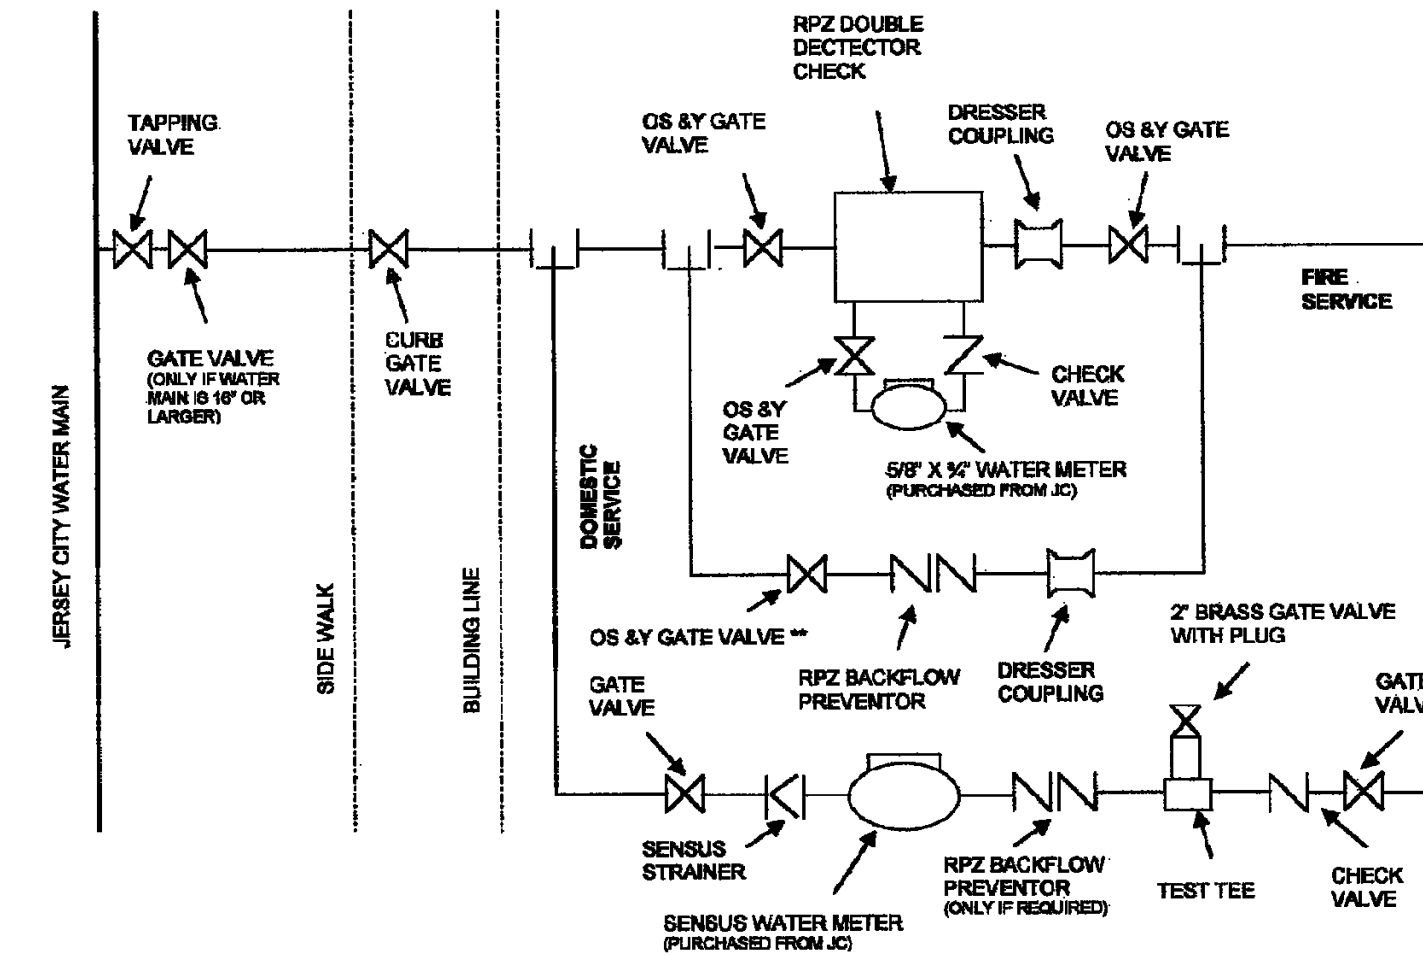 RPZ DOUBLE
DECTECTOR
CHECK
TAPPING
VALVE
OS &Y GATE
VALVE
DRESSER
COUPLING
OS &Y GATE
VALVE
FIRE
SERVICE
GATE VALVE
(ONLY IF WATER
MAIN IS 16" OR
LARGER)
CURB
GATE
VALVE
OS &Y
GATE
VALVE
CHECK
VALVE
5/8" X ¾" WATER METER
(PURCHASED FROM JC)
JERSEY CITY WATER MAIN
SIDE WALK
BUILDING LINE
DOMESTIC
SERVICE
OS &Y GATE VALVE **
RPZ BACKFLOW
PREVENTOR
DRESSER
COUPLING
2" BRASS GATE VALVE
WITH PLUG
GATE
VALVE
GATE
VALV
SENSUS
STRAINER
SENSUS WATER METER
(PURCHASED FROM JC)
RPZ BACKFLOW
PREVENTOR
(ONLY IF REQUIRED)
TEST TEE
CHECK
VALVE